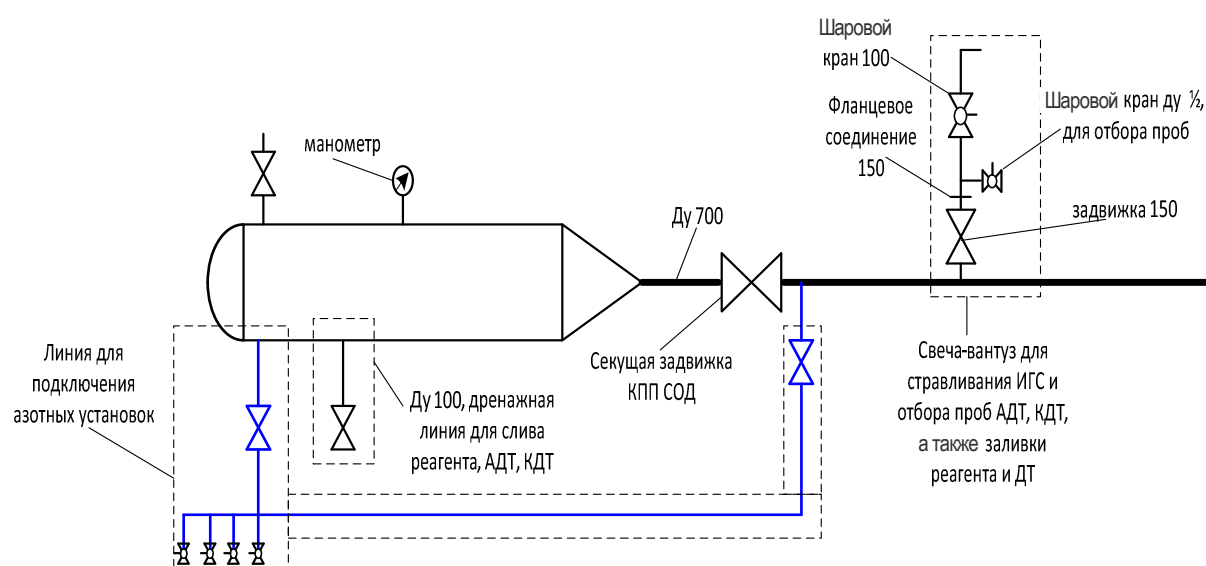 Шаровой
кран 100
Фланцевое
соединение
150
Шаровой кран ду ½,
для отбора проб
манометр
задвижка 150
Ду 700
Линия для
подключения
азотных установок
Ду 100, дренажная
линия для слива
реагента, АДТ, КДТ
Секущая задвижка
КПП СОД
Свеча-вантуз для
стравливания ИГС и
отбора проб АДТ, КДТ,
а также заливки
реагента и ДТ